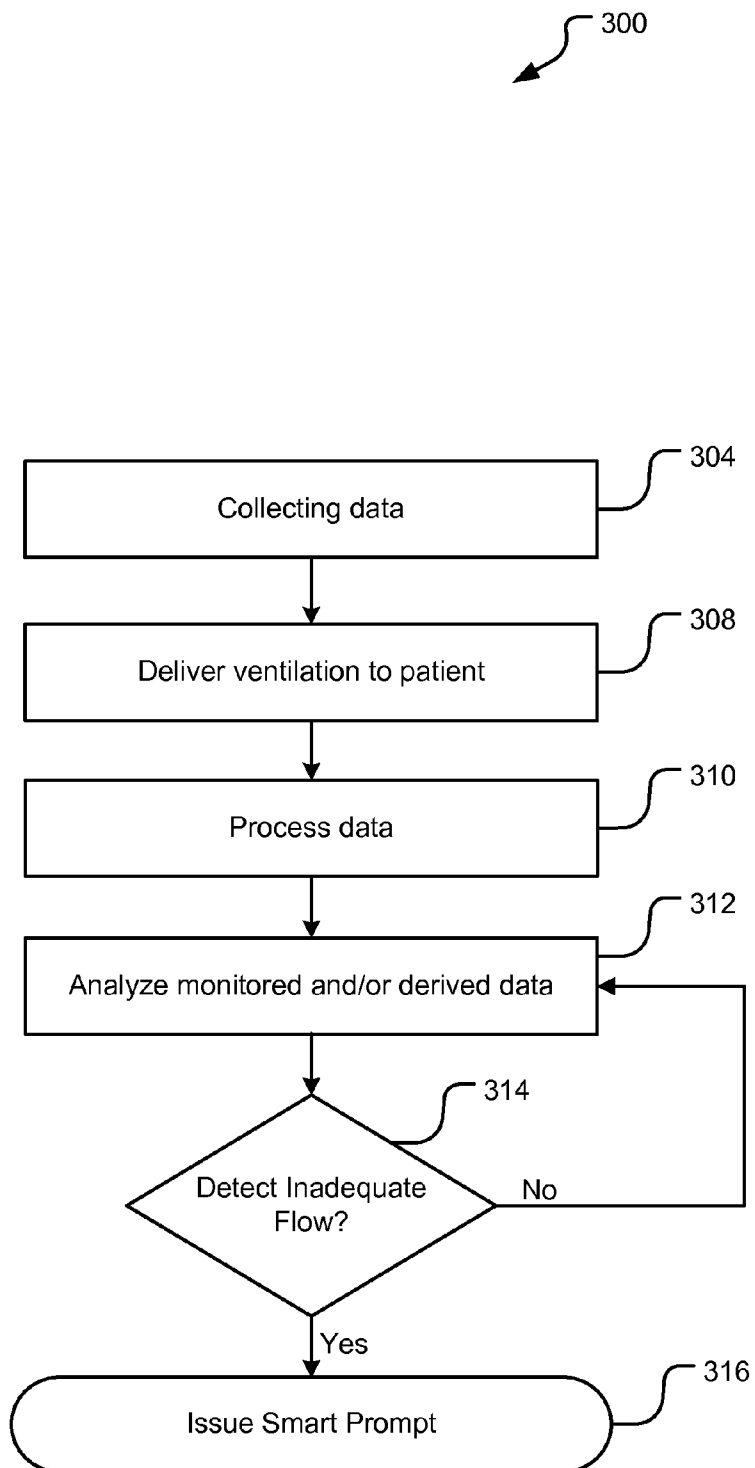 300
304
Collecting data
308
Deliver ventilation to patient
310
Process data
312
Analyze monitored and/or derived data
314
Detect Inadequate
Flow?
No
Yes
316
Issue Smart Prompt